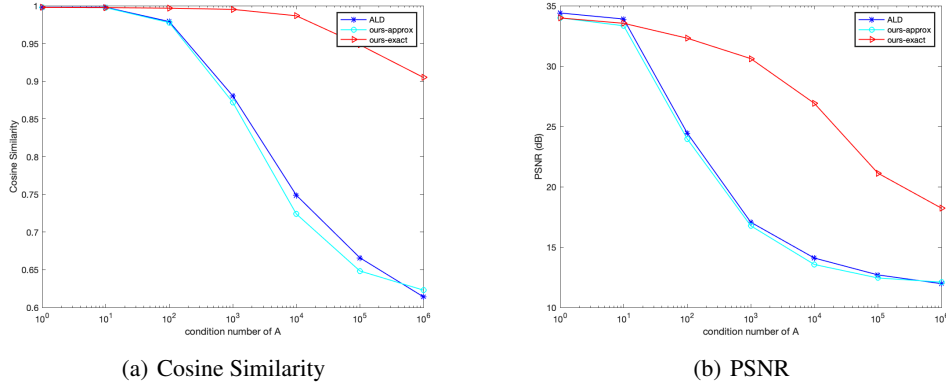 1
0.95
0.9
0.85
0.8
0.75
0.7
0.65
0.6
Cosine Similarity
ALD
ours-approx
ours-exact
10^0 10^1 10^2 10^3 10^4 10^5 10^6
condition number of A
(a) Cosine Similarity
35
30
25
20
15
10
PSNR (dB)
ALD
ours-approx
ours-exact
10^0 10^1 10^2 10^3 10^4 10^5 10^6
condition number of A
(b) PSNR